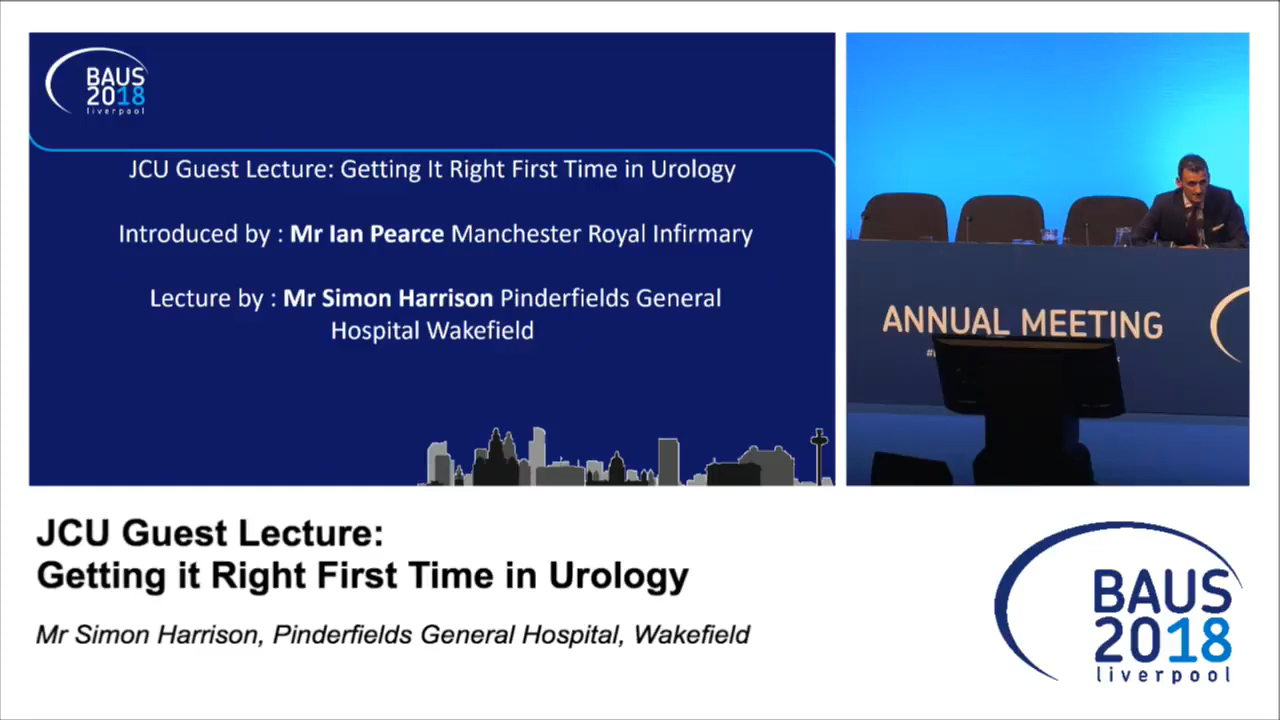 BAUS
2018
liverpool
JCU Guest Lecture: Getting It Right First Time in Urology
Introduced by : Mr Ian Pearce Manchester Royal Infirmary
Lecture by : Mr Simon Harrison Pinderfields General
Hospital Wakefield
ANNUAL MEETING
JCU Guest Lecture:
Getting it Right First Time in Urology
Mr Simon Harrison, Pinderfields General Hospital, Wakefield
BAUS
2018
liverpool